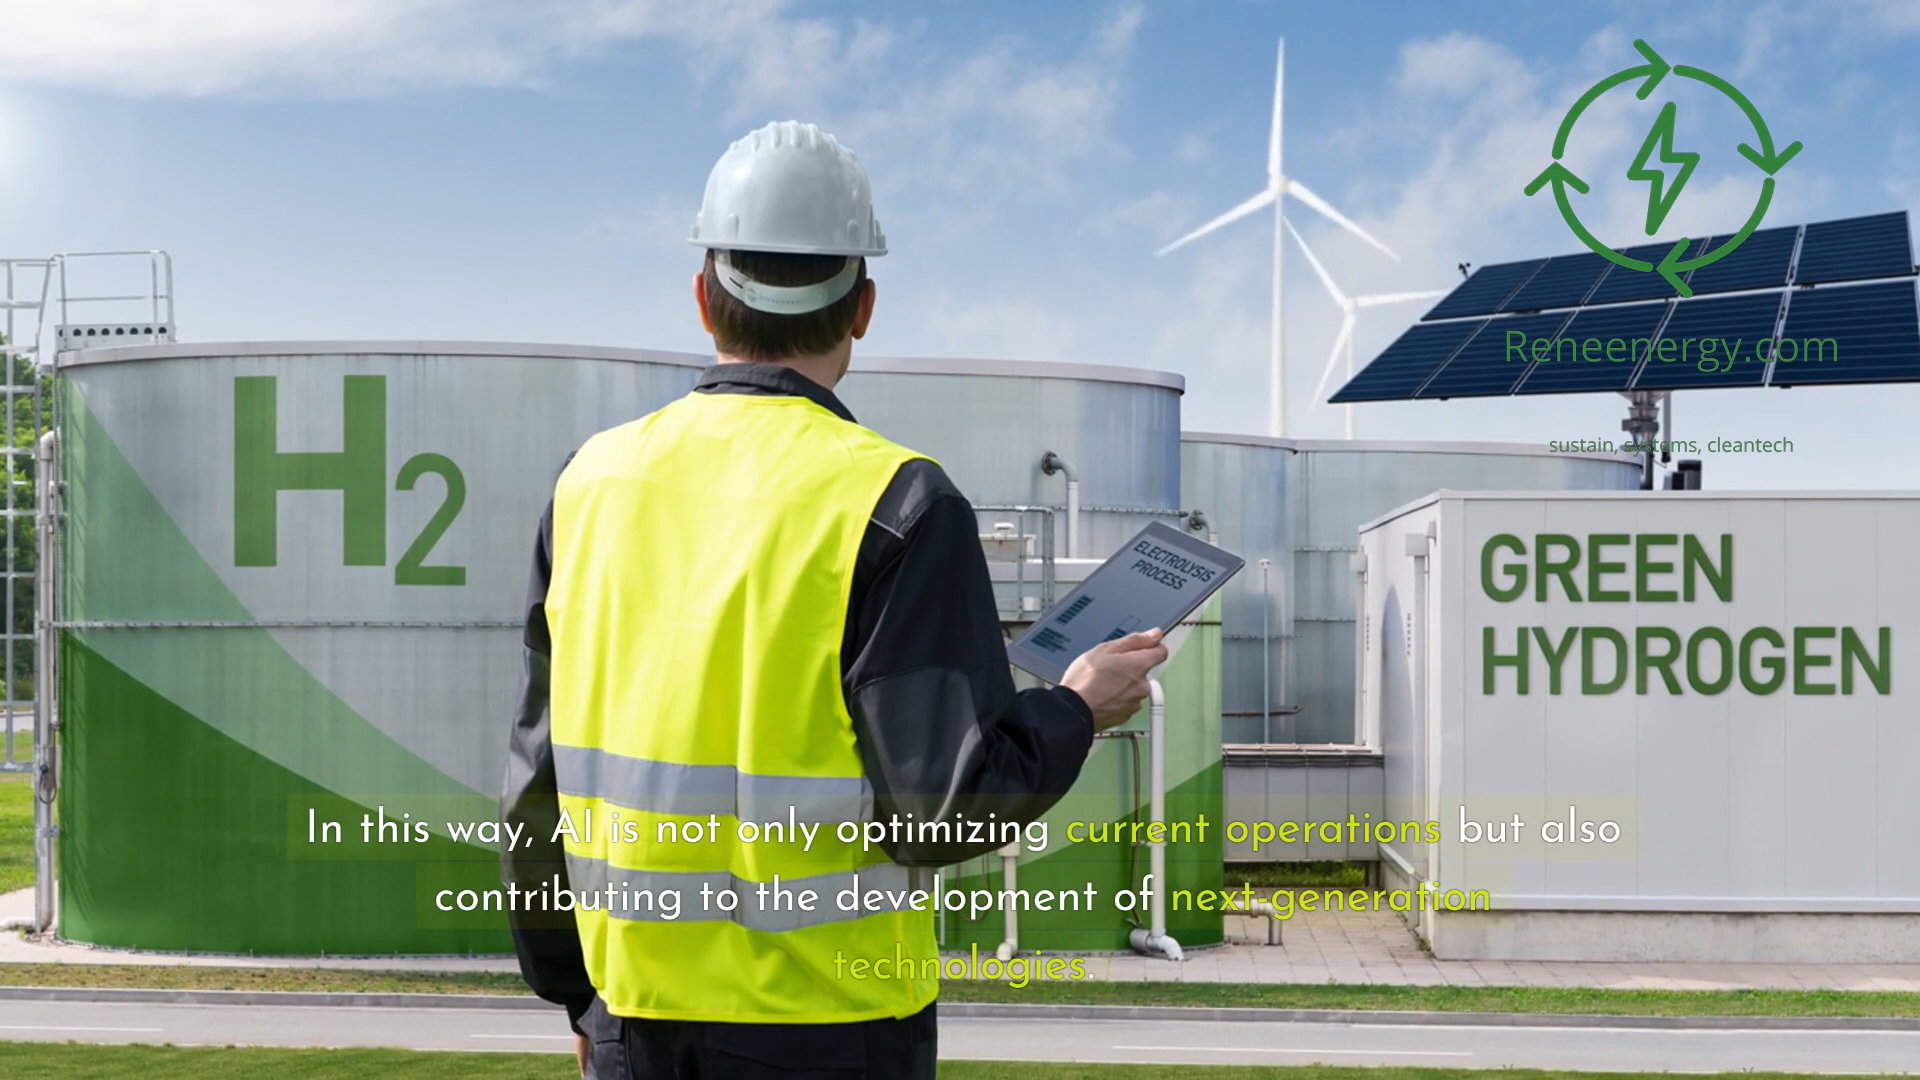 Reneenergy.com
sustain, systems, cleantech
H2
ELECTROLYSIS
PROCESS
GREEN
HYDROGEN
In this way, AI is not only optimizing current operations but also
contributing to the development of next-generation
technologies.